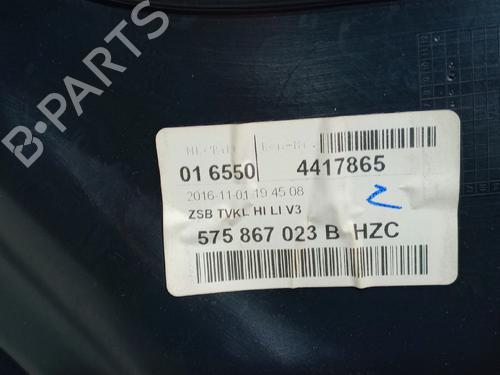 B-PARTS
01 6550 4417865
2016-11-01 19 45 08
ZSB TVKL HI LI V3
2
575 867 023 B HZC